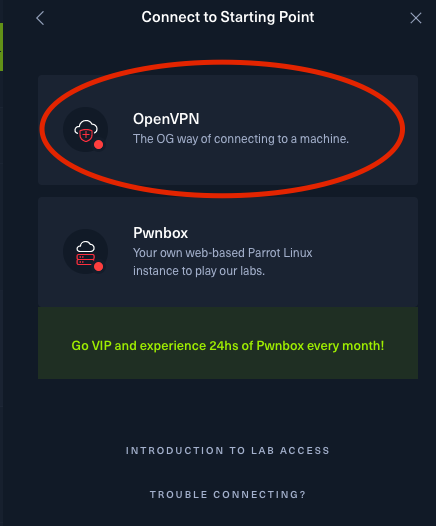 Connect to Starting Point
OpenVPN
The OG way of connecting to a machine.
Pwnbox
Your own web-based Parrot Linux
instance to play our labs.
Go VIP and experience 24hs of Pwnbox every month!
INTRODUCTION TO LAB ACCESS
TROUBLE CONNECTING?